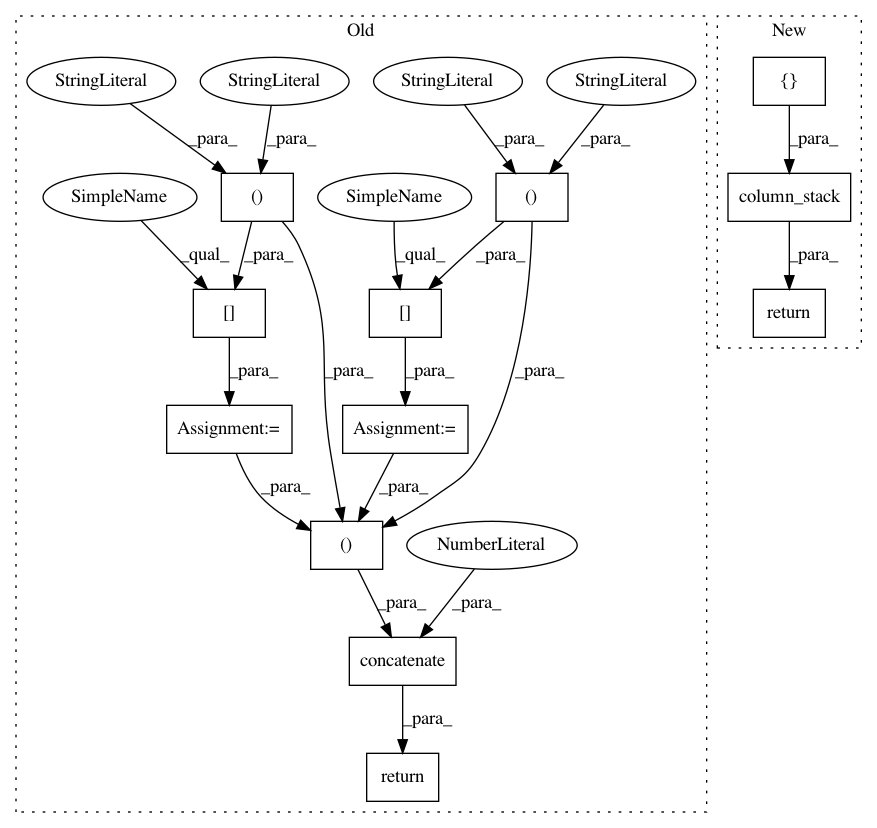 Old
New
StringLiteral
StringLiteral
StringLiteral
StringLiteral
{}
_para_
_para_
_para_
_para_
_para_
SimpleName
()
SimpleName
()
column_stack
_qual_
_para_
_qual_
_para_
_para_
[]
[]
return
_para_
_para_
_para_
_para_
Assignment:=
Assignment:=
_para_
_para_
()
NumberLiteral
_para_
_para_
concatenate
_para_
return